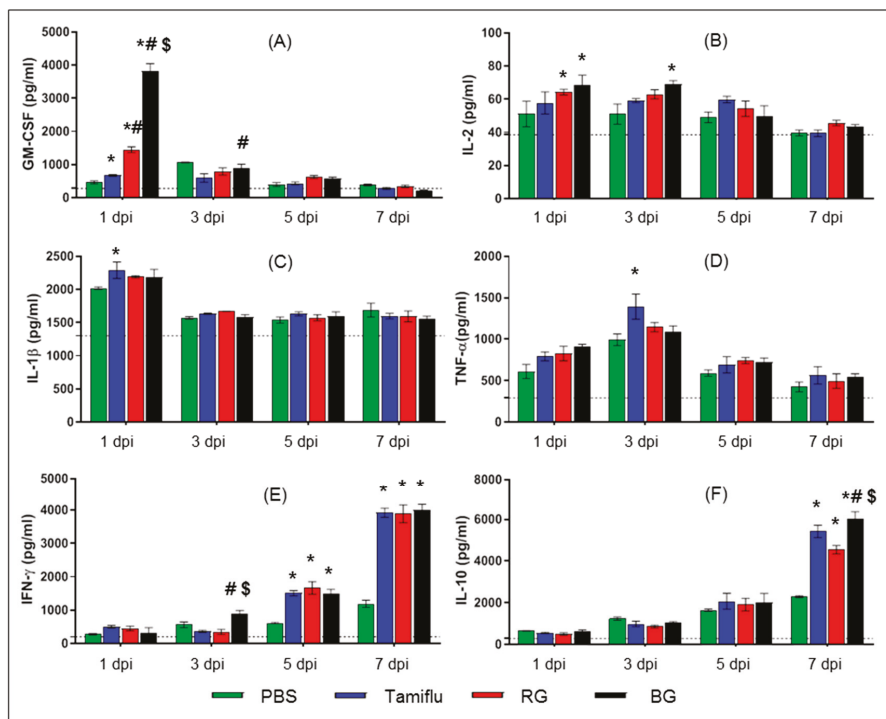 (A)
GM-CSF (pg/ml)
5000
4000
3000
2000
1000
0
*
*#
*# $
#
1 dpi 3 dpi 5 dpi 7 dpi
(B)
IL-2 (pg/ml)
100
80
60
40
20
0
* *
*
1 dpi 3 dpi 5 dpi 7 dpi
(C)
IL-1β (pg/ml)
2500
2000
1500
1000
500
0
*
1 dpi 3 dpi 5 dpi 7 dpi
(D)
TNF-α(pg/ml)
2000
1500
1000
500
0
*
1 dpi 3 dpi 5 dpi 7 dpi
(E)
IFN-γ (pg/ml)
5000
4000
3000
2000
1000
0
# $
* * *
* * *
1 dpi 3 dpi 5 dpi 7 dpi
(F)
IL-10 (pg/ml)
8000
6000
4000
2000
0
* * *# $
1 dpi 3 dpi 5 dpi 7 dpi
PBS Tamiflu RG BG